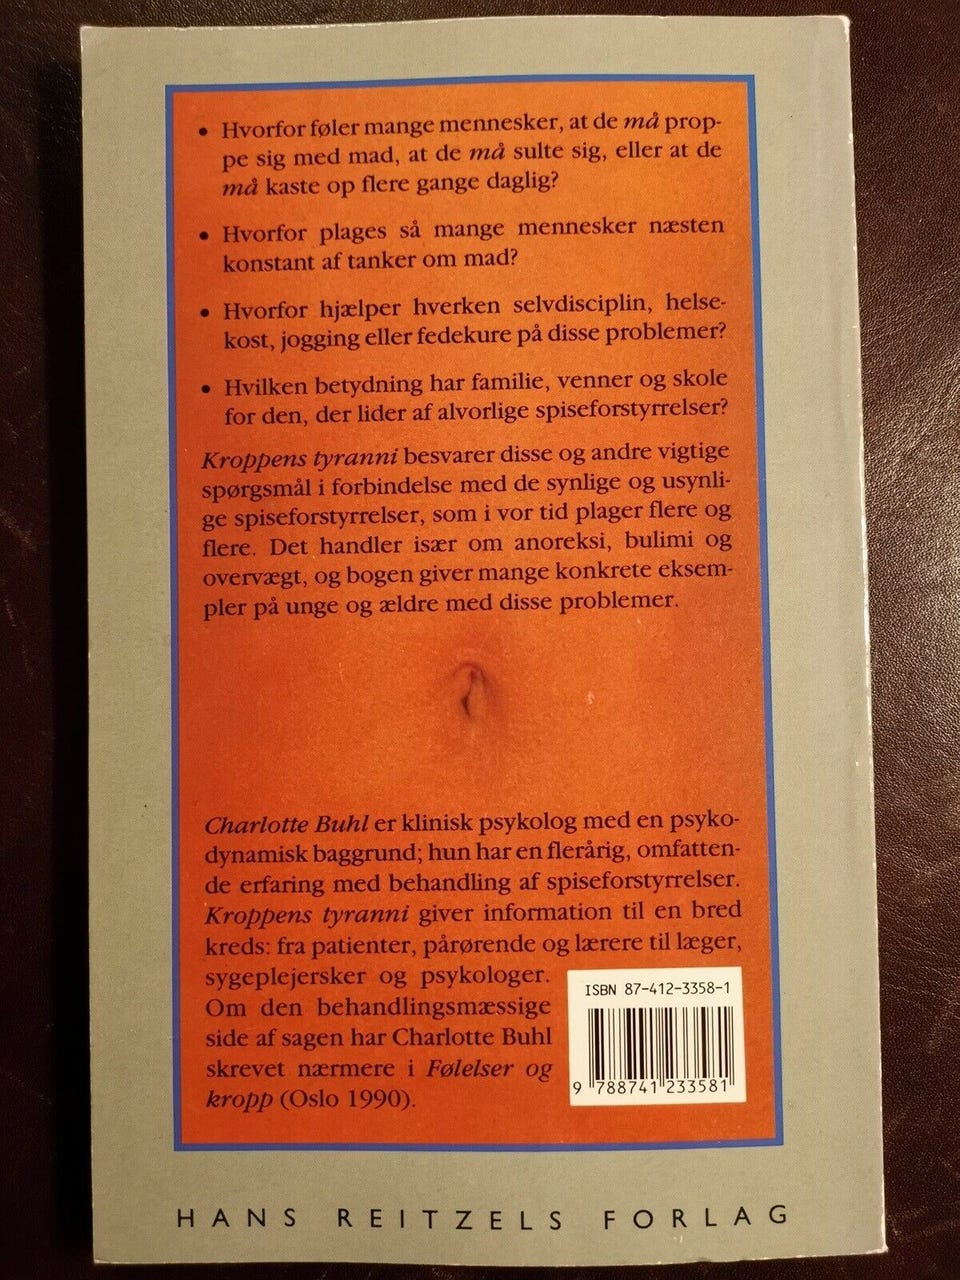 • Hvorfor føler mange mennesker, at de må prop-
pe sig med mad, at de må sulte sig, eller at de
må kaste op flere gange daglig?
• Hvorfor plages så mange mennesker næsten
konstant af tanker om mad?
• Hvorfor hjælper hverken selvdisciplin, helse-
kost, jogging eller fedekure på disse problemer?
• Hvilken betydning har familie, venner og skole
for den, der lider af alvorlige spiseforstyrrelser?
Kroppens tyranni besvarer disse og andre vigtige
spørgsmål i forbindelse med de synlige og usynli-
ge spiseforstyrrelser, som i vor tid plager flere og
flere. Det handler især om anoreksi, bulimi og
overvægt, og bogen giver mange konkrete eksem-
pler på unge og ældre med disse problemer.
Charlotte Buhl er klinisk psykolog med en psyko-
dynamisk baggrund; hun har en flerårig, omfatten-
de erfaring med behandling af spiseforstyrrelser.
Kroppens tyranni giver information til en bred
kreds: fra patienter, pårørende og lærere til læger,
sygeplejersker og psykologer.
Om den behandlingsmæssige
side af sagen har Charlotte Buhl
skrevet nærmere i Følelser og
kropp (Oslo 1990).
ISBN 87-412-3358-1
9 788741 233581
HANS REITZELS FORLAG